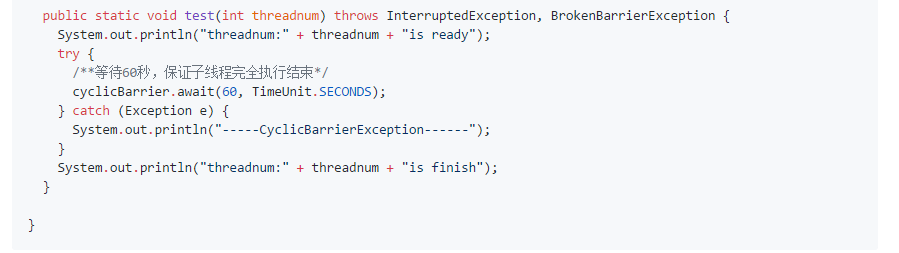 public static void test(int threadnum) throws InterruptedException, BrokenBarrierException {
System.out.println("threadnum:" + threadnum + "is ready");
try {
/**等待60秒，保证子线程完全执行结束*/
cyclicBarrier.await(60, TimeUnit.SECONDS);
} catch (Exception e) {
System.out.println("-----CyclicBarrierException------");
}
System.out.println("threadnum:" + threadnum + "is finish");
}
}